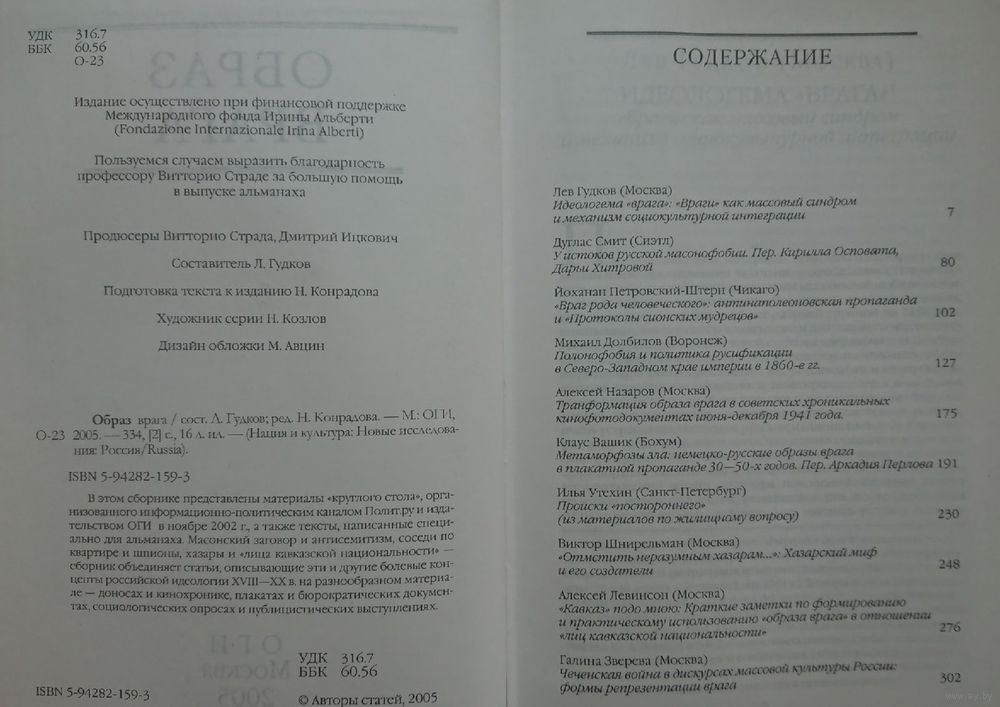 УДК 316.7
ББК 60.56
О-23
Издание осуществлено при финансовой поддержке
Международного фонда Ирины Альберти
(Fondazione Internazionale Irina Alberti)
Пользуемся случаем выразить благодарность
профессору Витторио Страде за большую помощь
в выпуске альманаха
Продюсеры Витторио Страда, Дмитрий Ицкович
Составитель Л. Гудков
Подготовка текста к изданию Н. Конрадова
Художник серии Н. Козлов
Дизайн обложки М. Авцин
Образ врага / сост. Л. Гудков; ред. Н. Конрадова. — М.: ОГИ,
О-23 2005. — 334, [2] с., 16 л. ил. — (Нация и культура: Новые исследова-
ния: Россия/Russia).
ISBN 5-94282-159-3
В этом сборнике представлены материалы «круглого стола», орга-
низованного информационно-политическим каналом Полит.ру и изда-
тельством ОГИ в ноябре 2002 г., а также тексты, написанные специ-
ально для альманаха. Масонский заговор и антисемитизм, соседи по
квартире и шпионы, хазары и «лица кавказской национальности» —
сборник объединяет статьи, описывающие эти и другие болевые кон-
цепты российской идеологии XVIII—XX в. на разнообразном материа-
ле — доносах и кинохронике, плакатах и бюрократических докумен-
тах, социологических опросах и публицистических выступлениях.
УДК 316.7
ББК 60.56
ISBN 5-94282-159-3
© Авторы статей, 2005
СОДЕРЖАНИЕ
Лев Гудков (Москва)
Идеологема «врага»: «Враги» как массовый синдром
и механизм социокультурной интеграции 7
Дуглас Смит (Сиэтл)
У истоков русской масонофобии. Пер. Кирилла Осповата,
Дарьи Хитровой 80
Йоханан Петровский-Штерн (Чикаго)
«Враг рода человеческого»: антинаполеоновская пропаганда
и «Протоколы сионских мудрецов» 102
Михаил Долбилов (Воронеж)
Полонофобия и политика русификации
в Северо-Западном крае империи в 1860-е гг. 127
Алексей Назаров (Москва)
Транформация образа врага в советских хроникальных
кинофотодокументах июня-декабря 1941 года. 175
Клаус Вашик (Бохум)
Метаморфозы зла: немецко-русские образы врага
в плакатной пропаганде 30—50-х годов. Пер. Аркадия Перлова 191
Илья Утехин (Санкт-Петербург)
Происки «постороннего»
(из материалов по жилищному вопросу) 230
Виктор Шнирельман (Москва)
«Отмстить неразумным хазарам...»: Хазарский миф
и его создатели 248
Алексей Левинсон (Москва)
«Кавказ» подо мною: Краткие заметки по формированию
и практическому использованию «образа врага» в отношении
«лиц кавказской национальности» 276
Галина Зверева (Москва)
Чеченская война в дискурсах массовой культуры России:
формы репрезентации врага 302